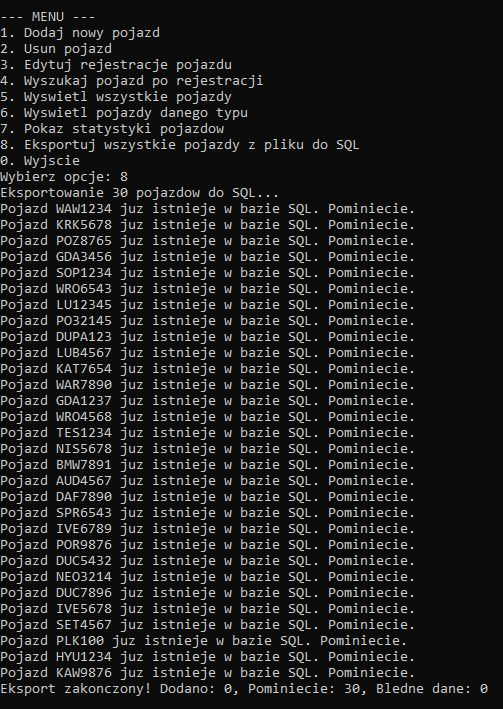 --- MENU ---
1. Dodaj nowy pojazd
2. Usun pojazd
3. Edytuj rejestracje pojazdu
4. Wyszukaj pojazd po rejestracji
5. Wyswietl wszystkie pojazdy
6. Wyswietl pojazdy danego typu
7. Pokaz statystyki pojazdow
8. Eksportuj wszystkie pojazdy z pliku do SQL
0. Wyjscie
Wybierz opcje: 8
Eksportowanie 30 pojazdow do SQL...
Pojazd WAW1234 juz istnieje w bazie SQL. Pominiecie.
Pojazd KRK5678 juz istnieje w bazie SQL. Pominiecie.
Pojazd POZ8765 juz istnieje w bazie SQL. Pominiecie.
Pojazd GDA3456 juz istnieje w bazie SQL. Pominiecie.
Pojazd SOP1234 juz istnieje w bazie SQL. Pominiecie.
Pojazd WRO6543 juz istnieje w bazie SQL. Pominiecie.
Pojazd LU12345 juz istnieje w bazie SQL. Pominiecie.
Pojazd PO32145 juz istnieje w bazie SQL. Pominiecie.
Pojazd DUPA123 juz istnieje w bazie SQL. Pominiecie.
Pojazd LUB4567 juz istnieje w bazie SQL. Pominiecie.
Pojazd KAT7654 juz istnieje w bazie SQL. Pominiecie.
Pojazd WAR7890 juz istnieje w bazie SQL. Pominiecie.
Pojazd GDA1237 juz istnieje w bazie SQL. Pominiecie.
Pojazd WRO4568 juz istnieje w bazie SQL. Pominiecie.
Pojazd TES1234 juz istnieje w bazie SQL. Pominiecie.
Pojazd NIS5678 juz istnieje w bazie SQL. Pominiecie.
Pojazd BMW7891 juz istnieje w bazie SQL. Pominiecie.
Pojazd AUD4567 juz istnieje w bazie SQL. Pominiecie.
Pojazd DAF7890 juz istnieje w bazie SQL. Pominiecie.
Pojazd SPR6543 juz istnieje w bazie SQL. Pominiecie.
Pojazd IVE6789 juz istnieje w bazie SQL. Pominiecie.
Pojazd POR9876 juz istnieje w bazie SQL. Pominiecie.
Pojazd DUC5432 juz istnieje w bazie SQL. Pominiecie.
Pojazd NEO3214 juz istnieje w bazie SQL. Pominiecie.
Pojazd DUC7896 juz istnieje w bazie SQL. Pominiecie.
Pojazd IVE5678 juz istnieje w bazie SQL. Pominiecie.
Pojazd SET4567 juz istnieje w bazie SQL. Pominiecie.
Pojazd PLK100 juz istnieje w bazie SQL. Pominiecie.
Pojazd HYU1234 juz istnieje w bazie SQL. Pominiecie.
Pojazd KAW9876 juz istnieje w bazie SQL. Pominiecie.
Eksport zakonczony! Dodano: 0, Pominiecie: 30, Bledne dane: 0